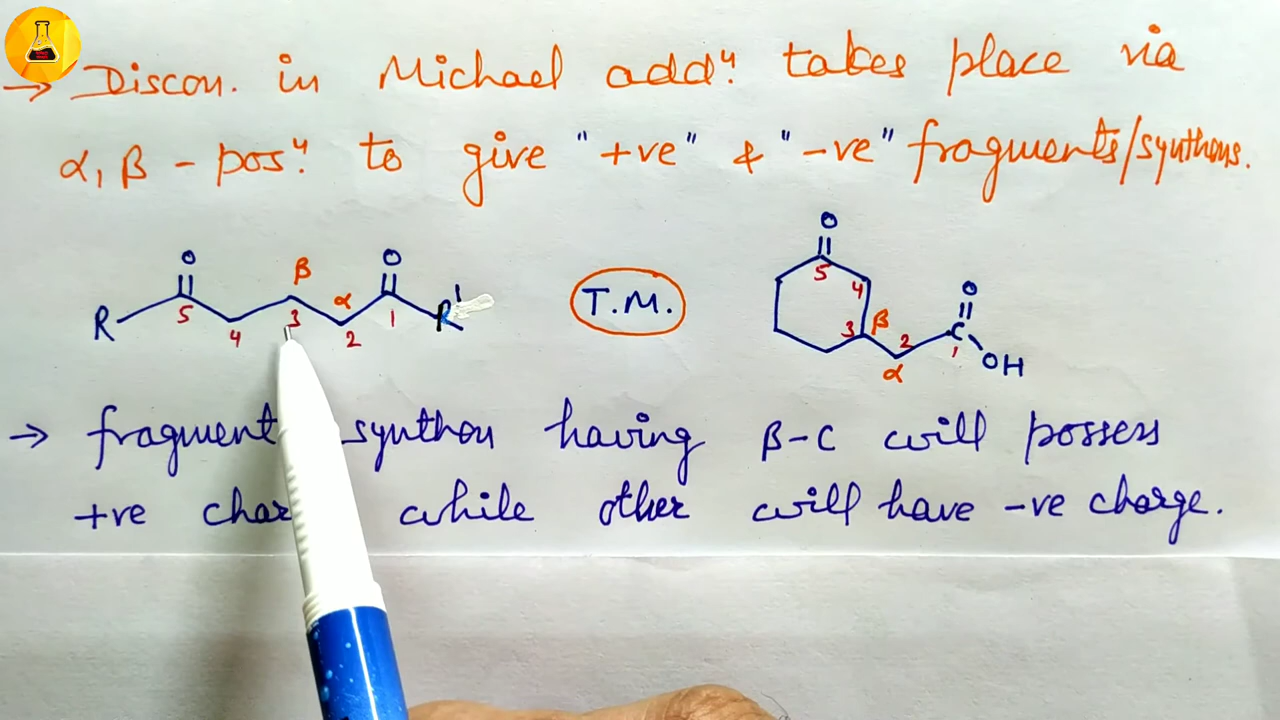 → Discon. in Michael addⁿ. takes place via
α, β - posⁿ. to give "+ve" & "-ve" fragments/synthons.
O β O O
R 5 4 3 α 2 1 R'
T.M.
5 4 3 β 2 α C 1 O OH
→ fragment synthon having β-C will possess
+ve char while other will have -ve charge.